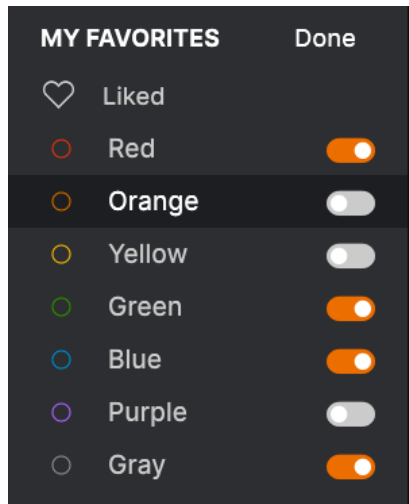 MY FAVORITES Done
Liked
Red
Orange
Yellow
Green
Blue
Purple
Gray